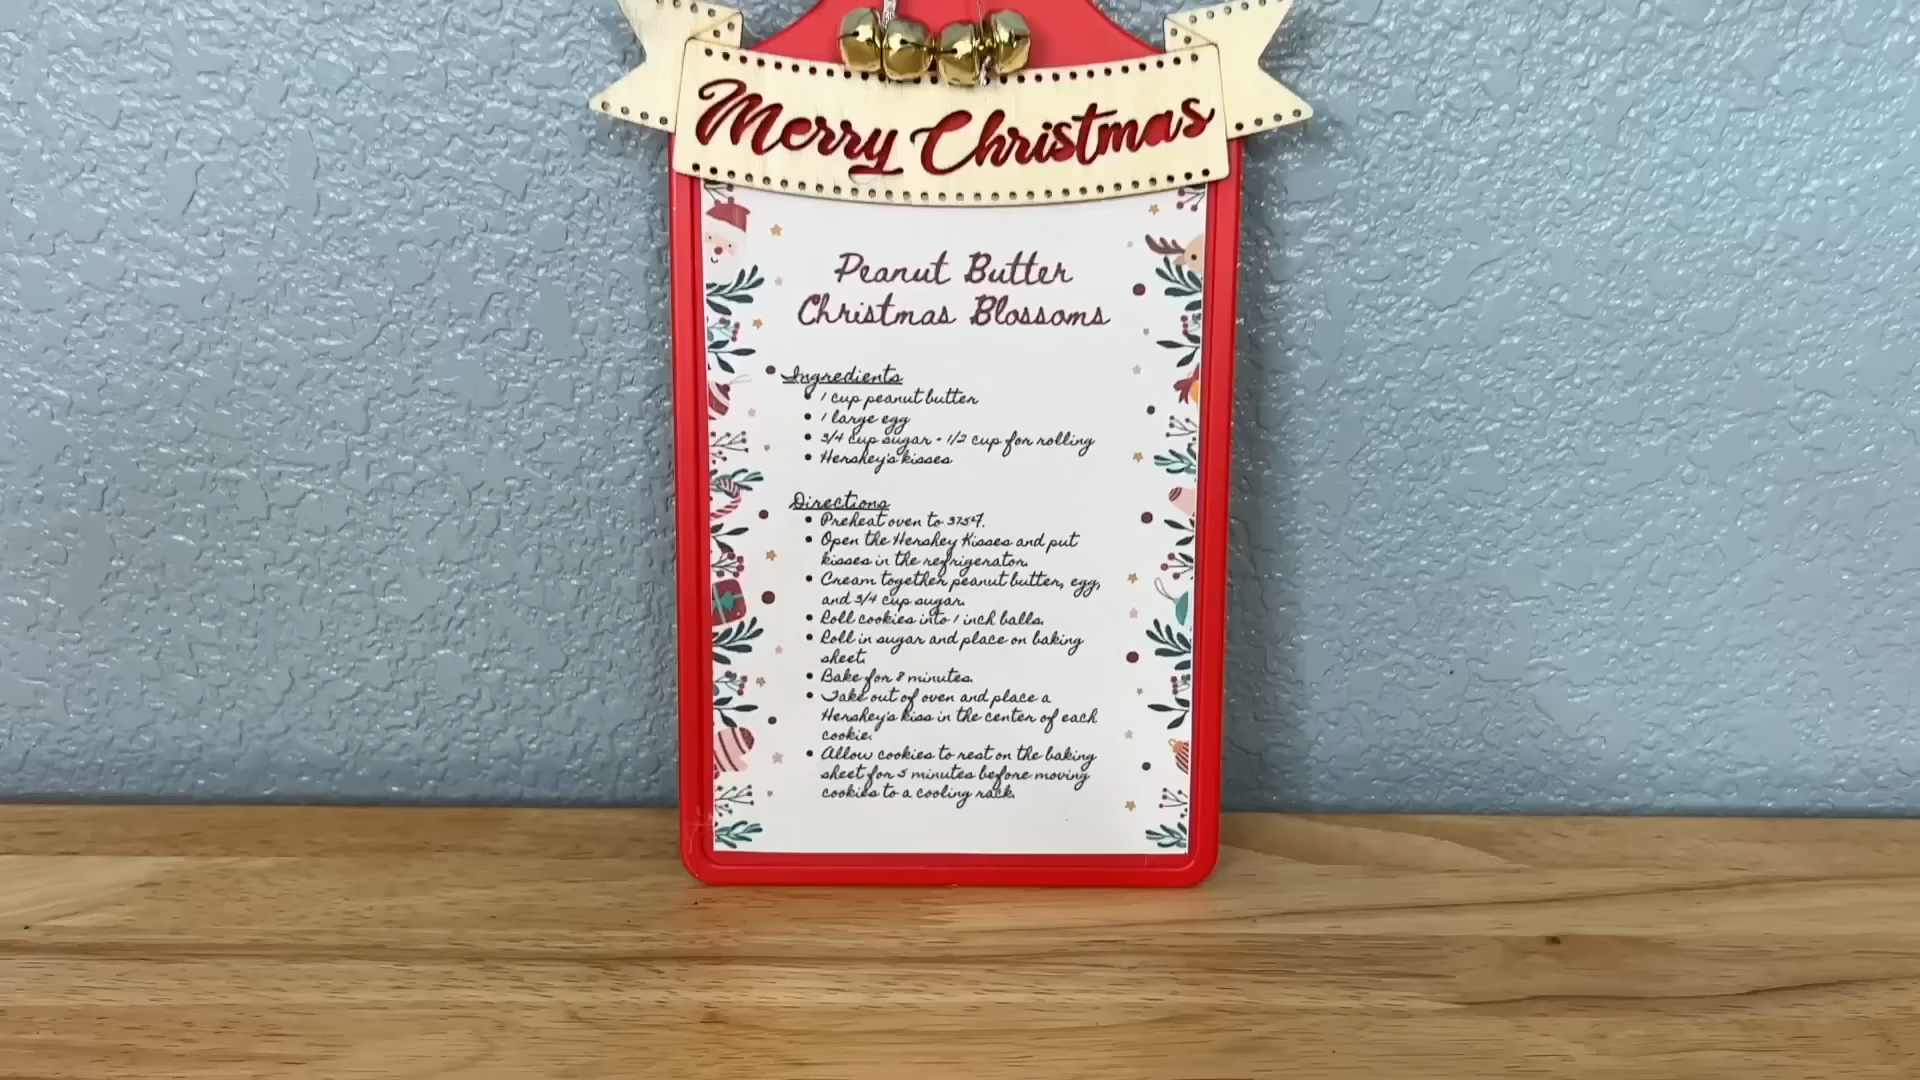 Merry Christmas
Peanut Butter
Christmas Blossoms
Ingredients
• 1 cup peanut butter
• 1 large egg
• 3/4 cup sugar - 1/2 cup for rolling
• Hershey's kisses
Directions
• Preheat oven to 375°F.
• Open the Hershey Kisses and put
kisses in the refrigerator.
• Cream together peanut butter, egg,
and 3/4 cup sugar.
• Roll cookies into 1 inch balls.
• Roll in sugar and place on baking
sheet.
• Bake for 8 minutes.
• Take out of oven and place a
Hershey's kiss in the center of each
cookie.
• Allow cookies to rest on the baking
sheet for 5 minutes before moving
cookies to a cooling rack.